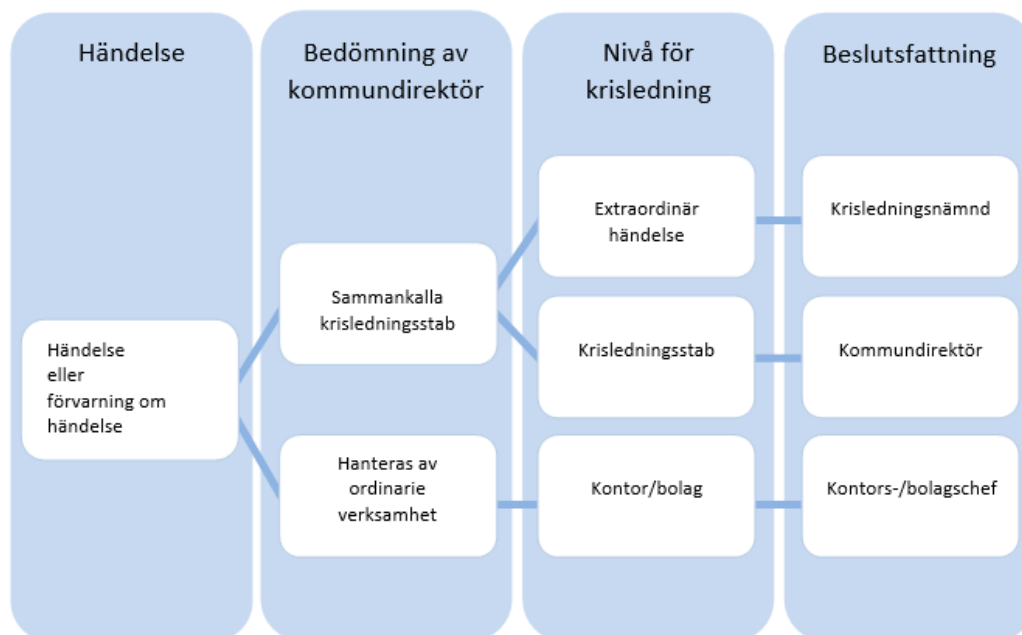 Händelse
Bedömning av
kommundirektör
Nivå för
krisledning
Beslutsfattning
Händelse
eller
förvarning om
händelse
Sammankalla
krisledningsstab
Hanteras av
ordinarie
verksamhet
Extraordinär
händelse
Krisledningsstab
Kontor/bolag
Krisledningsnämnd
Kommundirektör
Kontors-/bolagschef